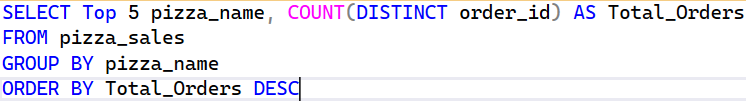 SELECT Top 5 pizza_name, COUNT(DISTINCT order_id) AS Total_Orders
FROM pizza_sales
GROUP BY pizza_name
ORDER BY Total_Orders DESC